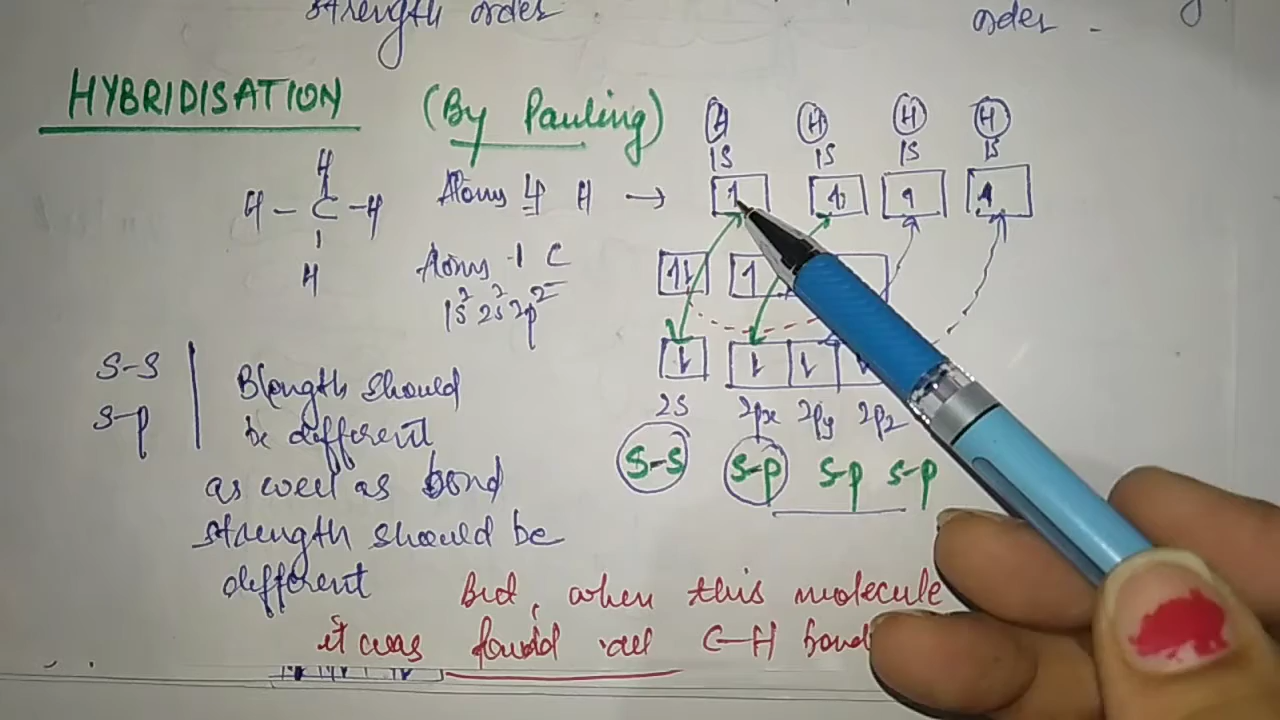 strength order.
order.
HYBRIDISATION (By Pauling)
H H H H
1S 1S 1S 1S
H
H - C - H
H
Atoms 4 H →
Atoms 1 C
1s² 2s² 2p²
2S 2px 2py 2pz
S-S S-p S-p S-p
S-S
S-p
Blength should
be different
as well as bond
strength should be
different
But, when this molecule
it was found all C-H bond